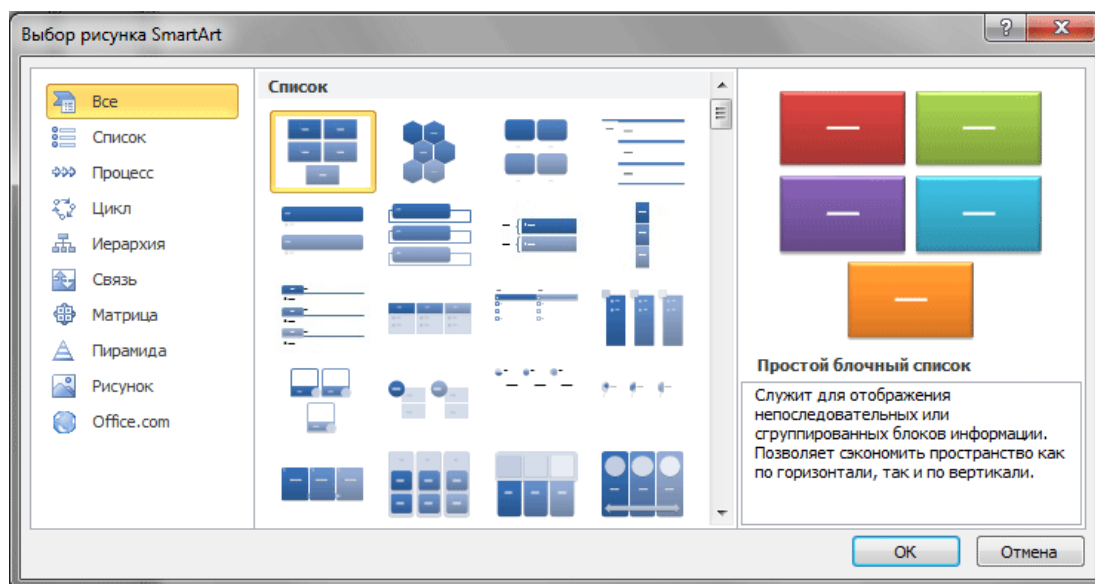 Выбор рисунка SmartArt
Все
Список
Процесс
Цикл
Иерархия
Связь
Матрица
Пирамида
Рисунок
Office.com
Список
Простой блочный список
Служит для отображения
непоследовательных или
сгруппированных блоков информации.
Позволяет сэкономить пространство как
по горизонтали, так и по вертикали.
ОК
Отмена